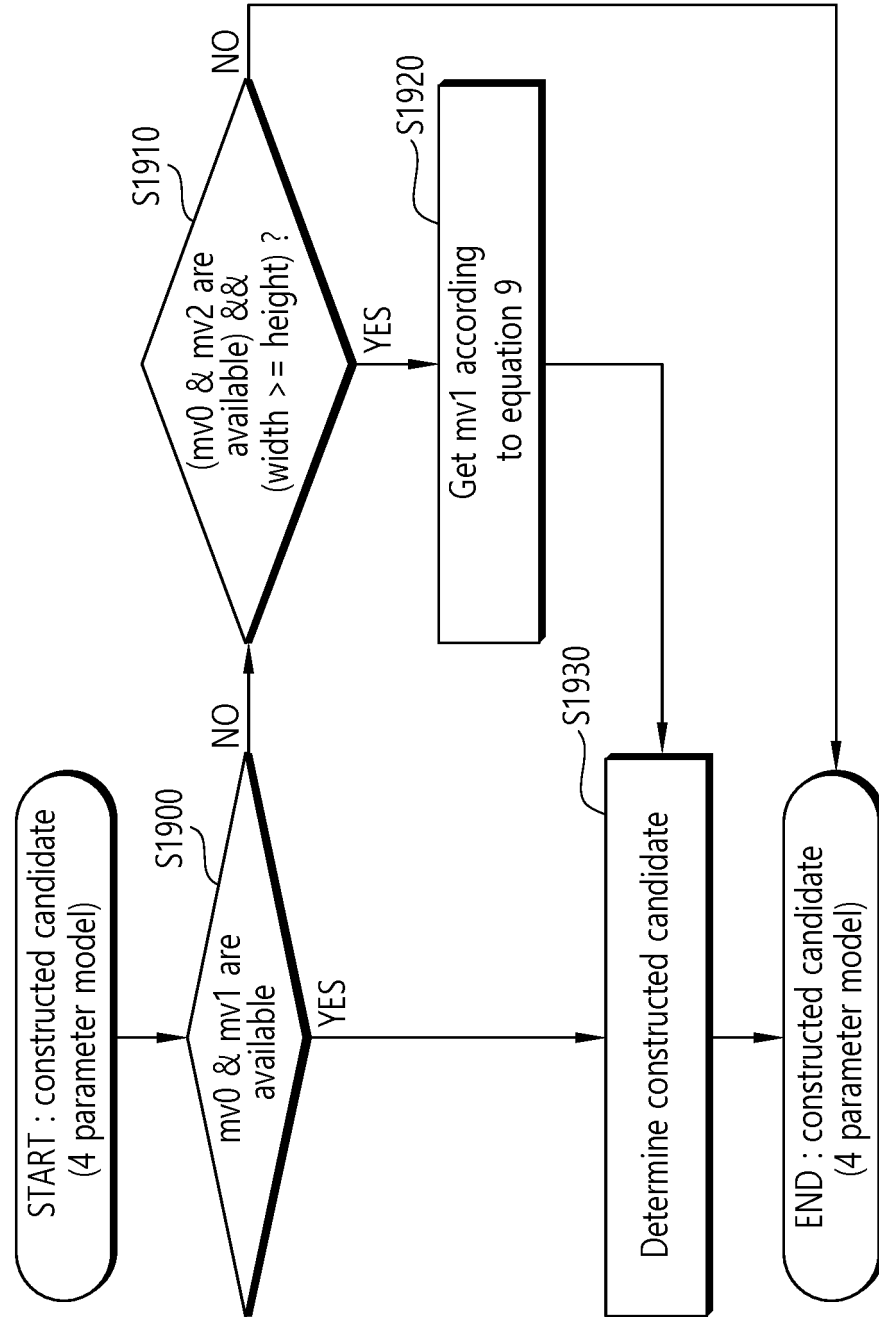 START : constructed candidate
(4 parameter model)
S1900
mv0 & mv1 are
available
NO
YES
S1910
(mv0 & mv2 are
available) &&
(width >= height) ?
NO
YES
S1920
Get mv1 according
to equation 9
S1930
Determine constructed candidate
END : constructed candidate
(4 parameter model)